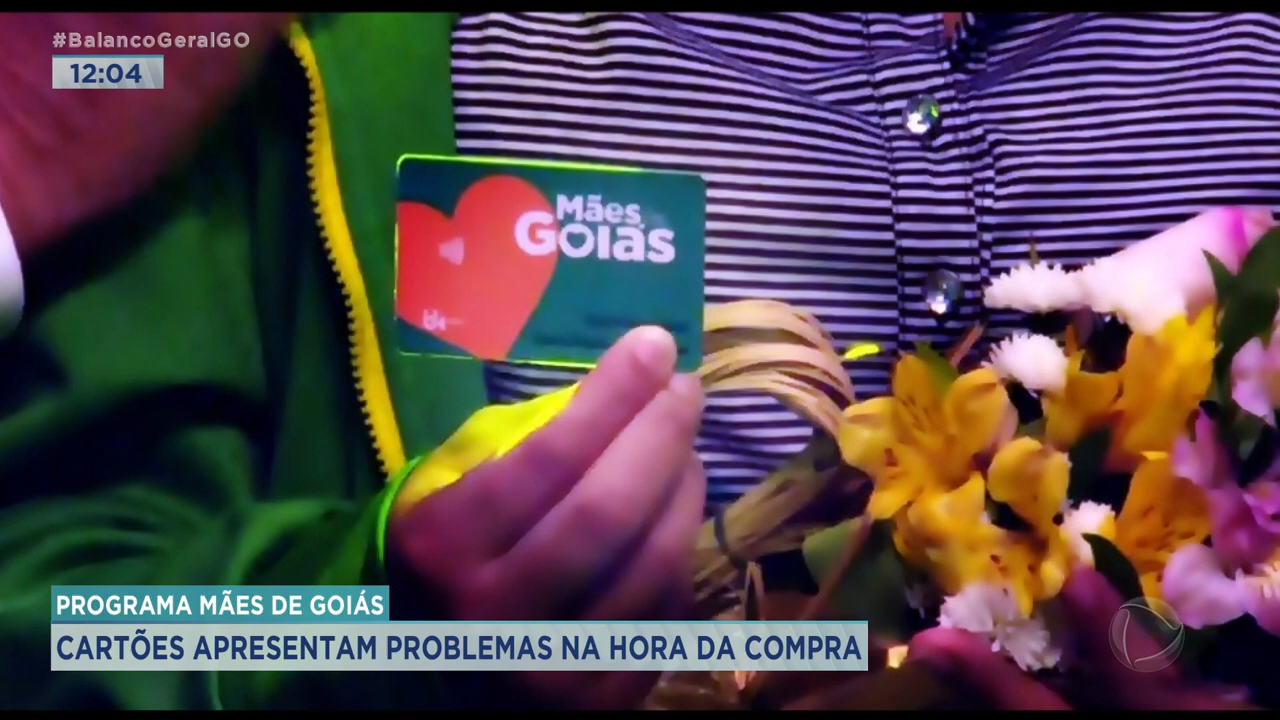 #BalancoGeralGO
12:04
Mães
GOIÁS
PROGRAMA MÃES DE GOIÁS
CARTÕES APRESENTAM PROBLEMAS NA HORA DA COMPRA